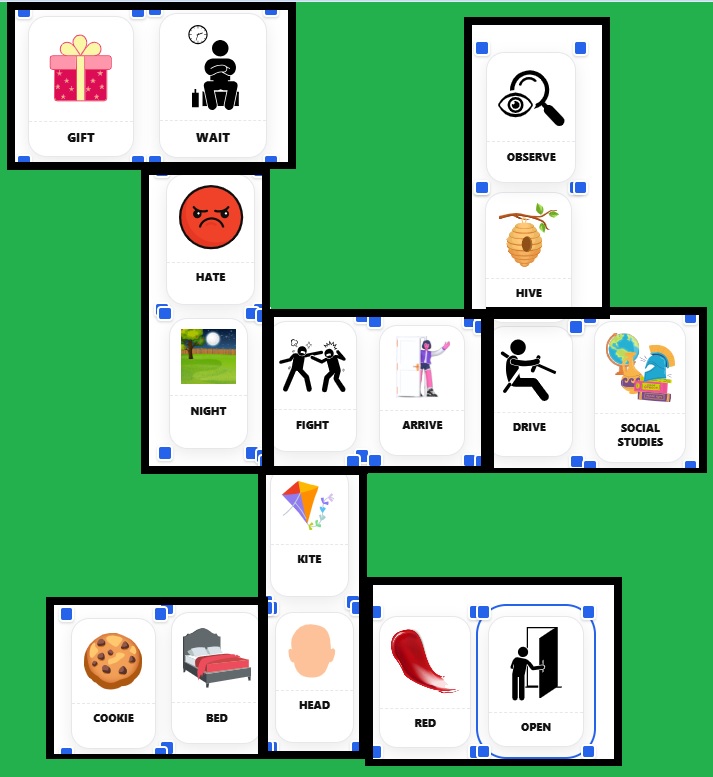 GIFT
WAIT
OBSERVE
HATE
HIVE
NIGHT
FIGHT
ARRIVE
DRIVE
SOCIAL
STUDIES
KITE
COOKIE
BED
HEAD
RED
OPEN